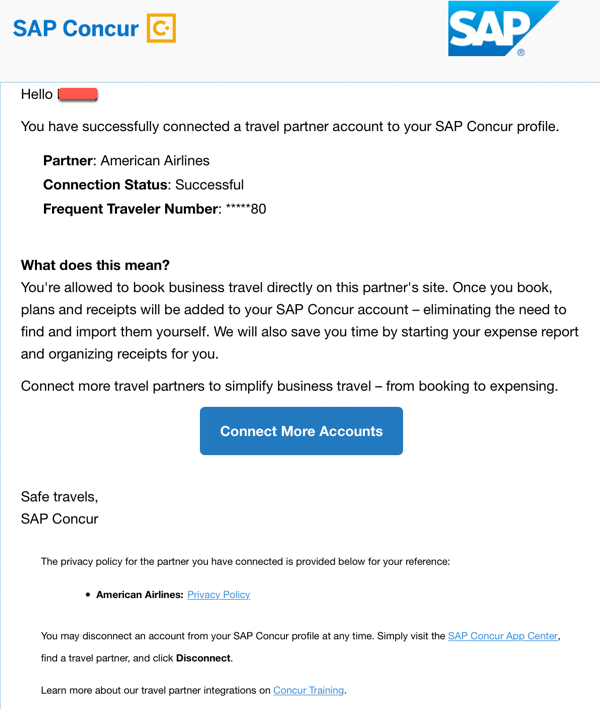 SAP Concur C.
SAP ®
Hello
You have successfully connected a travel partner account to your SAP Concur profile.
Partner: American Airlines
Connection Status: Successful
Frequent Traveler Number: *****80
What does this mean?
You're allowed to book business travel directly on this partner's site. Once you book,
plans and receipts will be added to your SAP Concur account – eliminating the need to
find and import them yourself. We will also save you time by starting your expense report
and organizing receipts for you.
Connect more travel partners to simplify business travel – from booking to expensing.
Connect More Accounts
Safe travels,
SAP Concur
The privacy policy for the partner you have connected is provided below for your reference:
• American Airlines: Privacy Policy
You may disconnect an account from your SAP Concur profile at any time. Simply visit the SAP Concur App Center,
find a travel partner, and click Disconnect.
Learn more about our travel partner integrations on Concur Training.